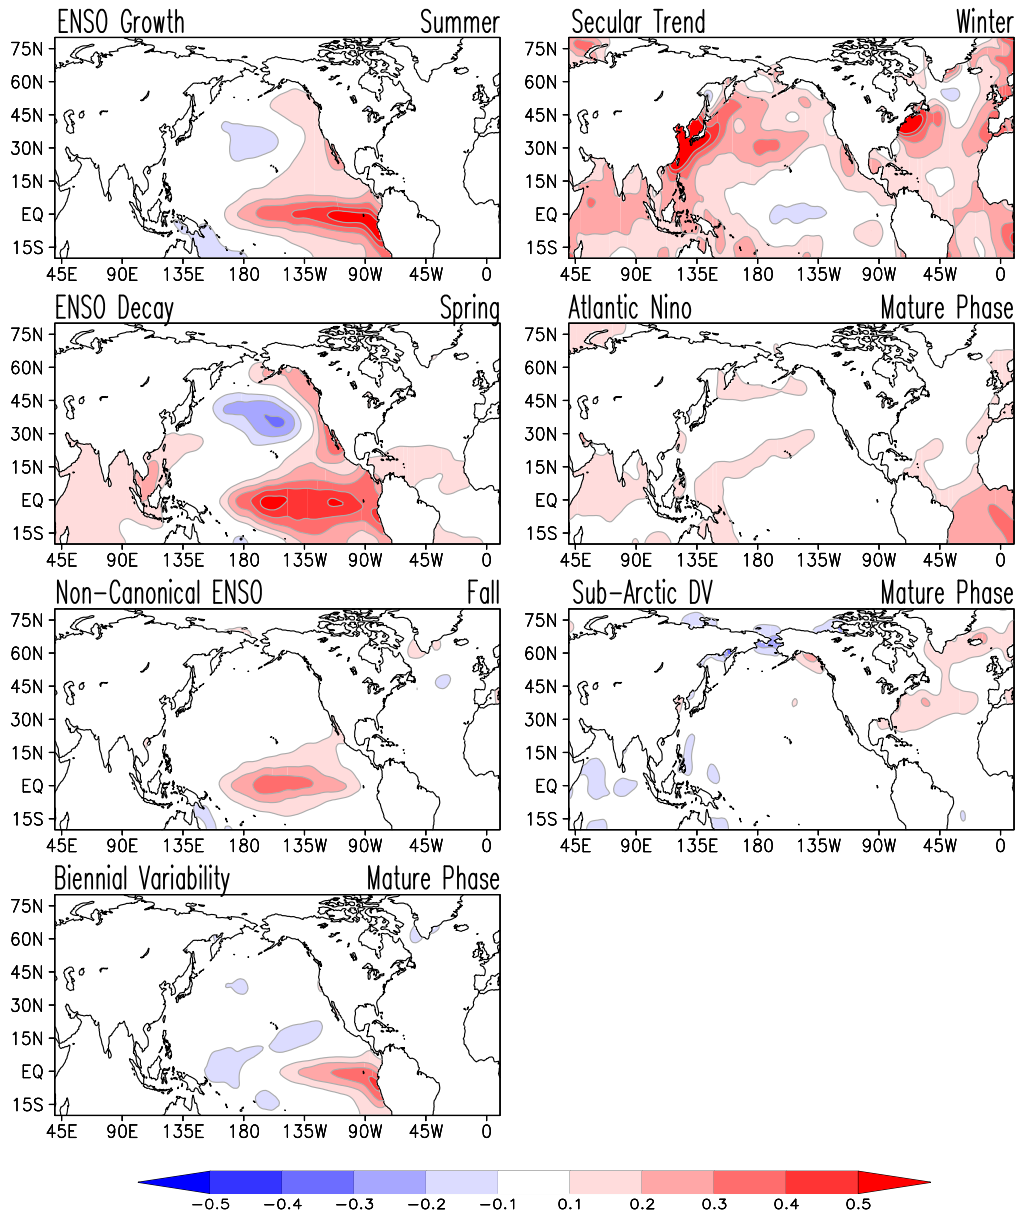 ENSO Growth Summer
75N
60N
45N
30N
15N
EQ
15S
45E 90E 135E 180 135W 90W 45W 0
Secular Trend Winter
75N
60N
45N
30N
15N
EQ
15S
45E 90E 135E 180 135W 90W 45W 0
ENSO Decay Spring
75N
60N
45N
30N
15N
EQ
15S
45E 90E 135E 180 135W 90W 45W 0
Atlantic Nino Mature Phase
75N
60N
45N
30N
15N
EQ
15S
45E 90E 135E 180 135W 90W 45W 0
Non-Canonical ENSO Fall
75N
60N
45N
30N
15N
EQ
15S
45E 90E 135E 180 135W 90W 45W 0
Sub-Arctic DV Mature Phase
75N
60N
45N
30N
15N
EQ
15S
45E 90E 135E 180 135W 90W 45W 0
Biennial Variability Mature Phase
75N
60N
45N
30N
15N
EQ
15S
45E 90E 135E 180 135W 90W 45W 0
-0.5 -0.4 -0.3 -0.2 -0.1 0.1 0.2 0.3 0.4 0.5